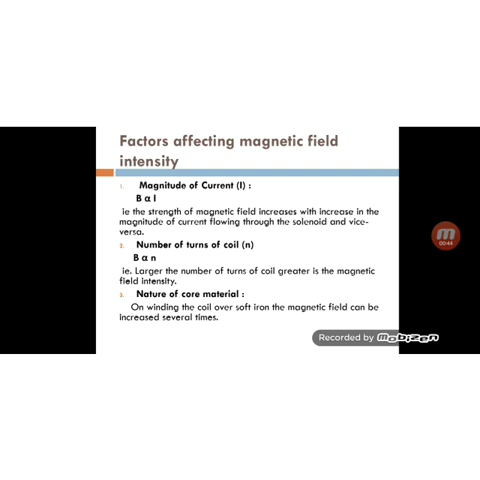 Factors affecting magnetic field
intensity
1. Magnitude of Current (I) :
B α I
ie the strength of magnetic field increases with increase in the
magnitude of current flowing through the solenoid and vice-
versa.
2. Number of turns of coil (n)
B α n
ie. Larger the number of turns of coil greater is the magnetic
field intensity.
3. Nature of core material :
On winding the coil over soft iron the magnetic field can be
increased several times.
M
00:44
Recorded by mobizen